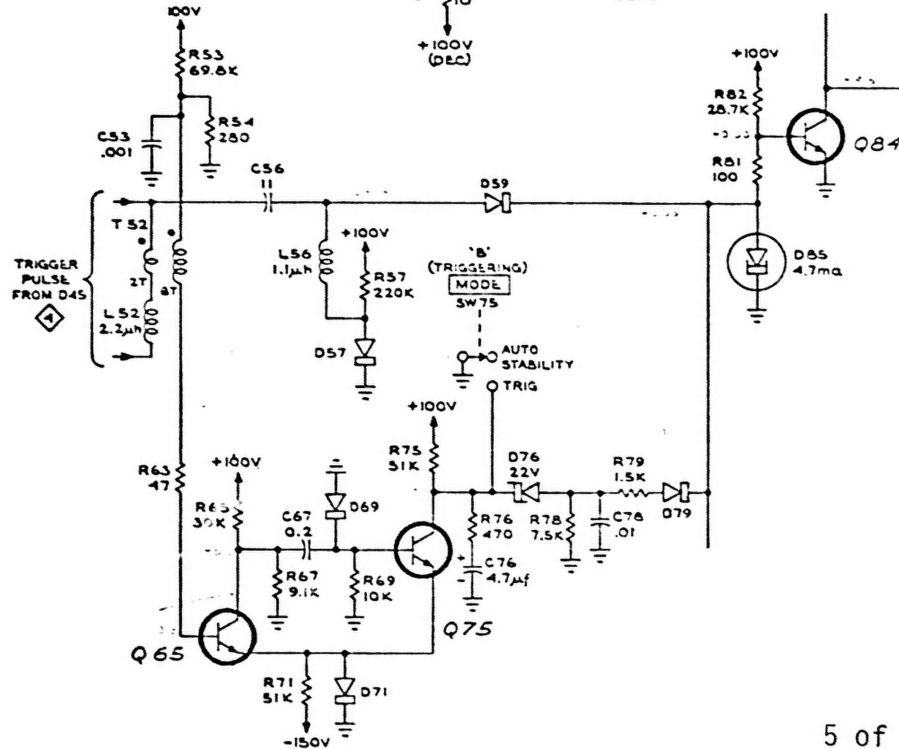 100V
10
+100V
(DEC)
R53
69.8K
C53
.001
R54
280
+100V
R82
28.7K
R81
100
Q84
C56
11
D59
T52
2T
8T
L52
2.2µh
TRIGGER
PULSE
FROM D45
4
L56
1.1µh
+100V
R57
220K
D57
'B'
(TRIGGERING)
MODE
SW75
AUTO
STABILITY
TRIG
D85
4.7ma
R63
47
+100V
R65
30K
C67
0.2
D69
+100V
R75
51K
D76
22V
R79
1.5K
D79
R67
9.1K
R69
10K
R76
470
C76
4.7µf
+
-
R78
7.5K
C78
.01
Q65
Q75
R71
51K
D71
-150V
5 of